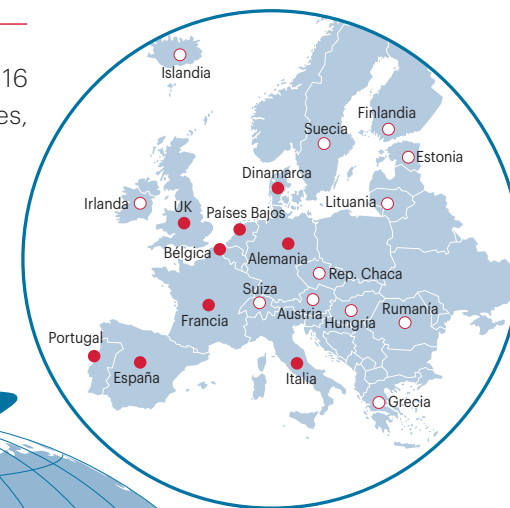 16
es,
Islandia
Finlandia
Suecia
Estonia
Dinamarca
Irlanda
UK
Países Bajos
Lituania
Bélgica
Alemania
Rep. Chaca
Suiza
Austria
Hungría
Rumanía
Francia
Portugal
España
Italia
Grecia